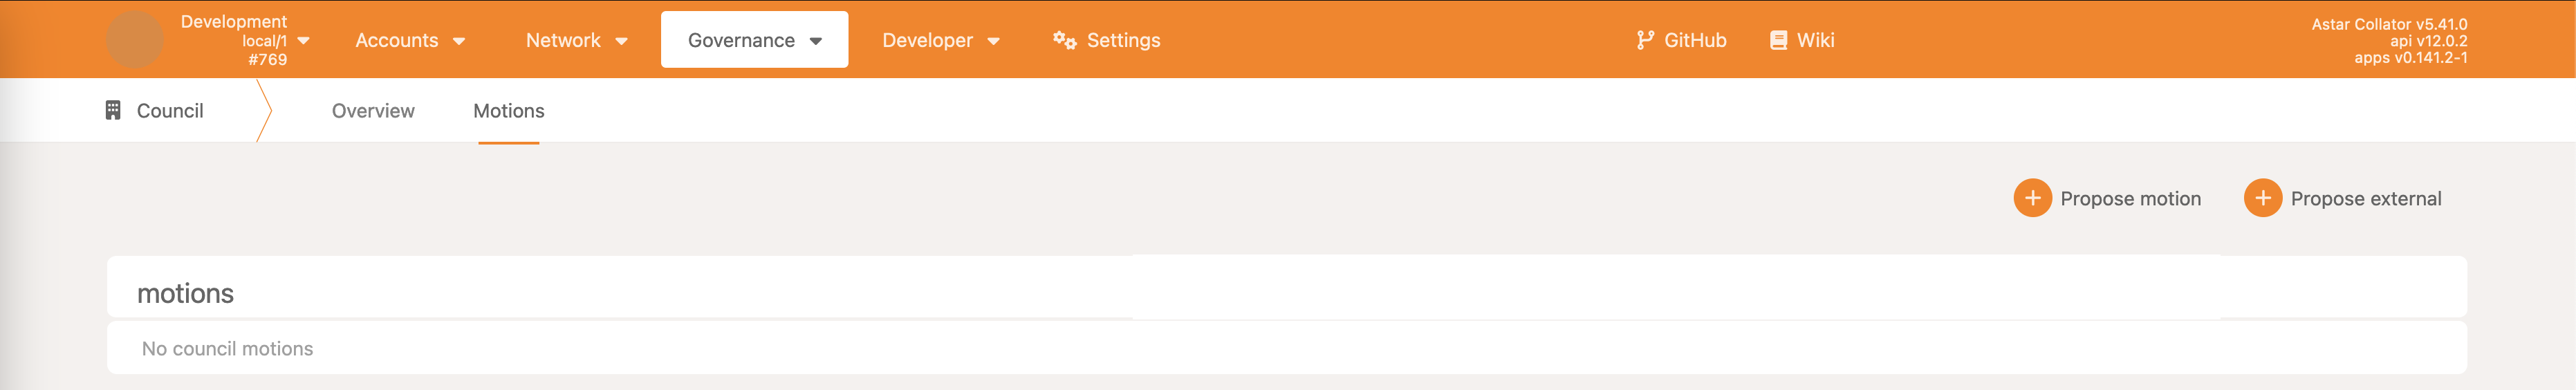 Development
local/1
#769
Accounts
Network
Governance
Developer
Settings
GitHub
Wiki
Astar Collator v5.41.0
api v12.0.2
apps v0.141.2-1
Council
Overview
Motions
Propose motion
Propose external
motions
No council motions